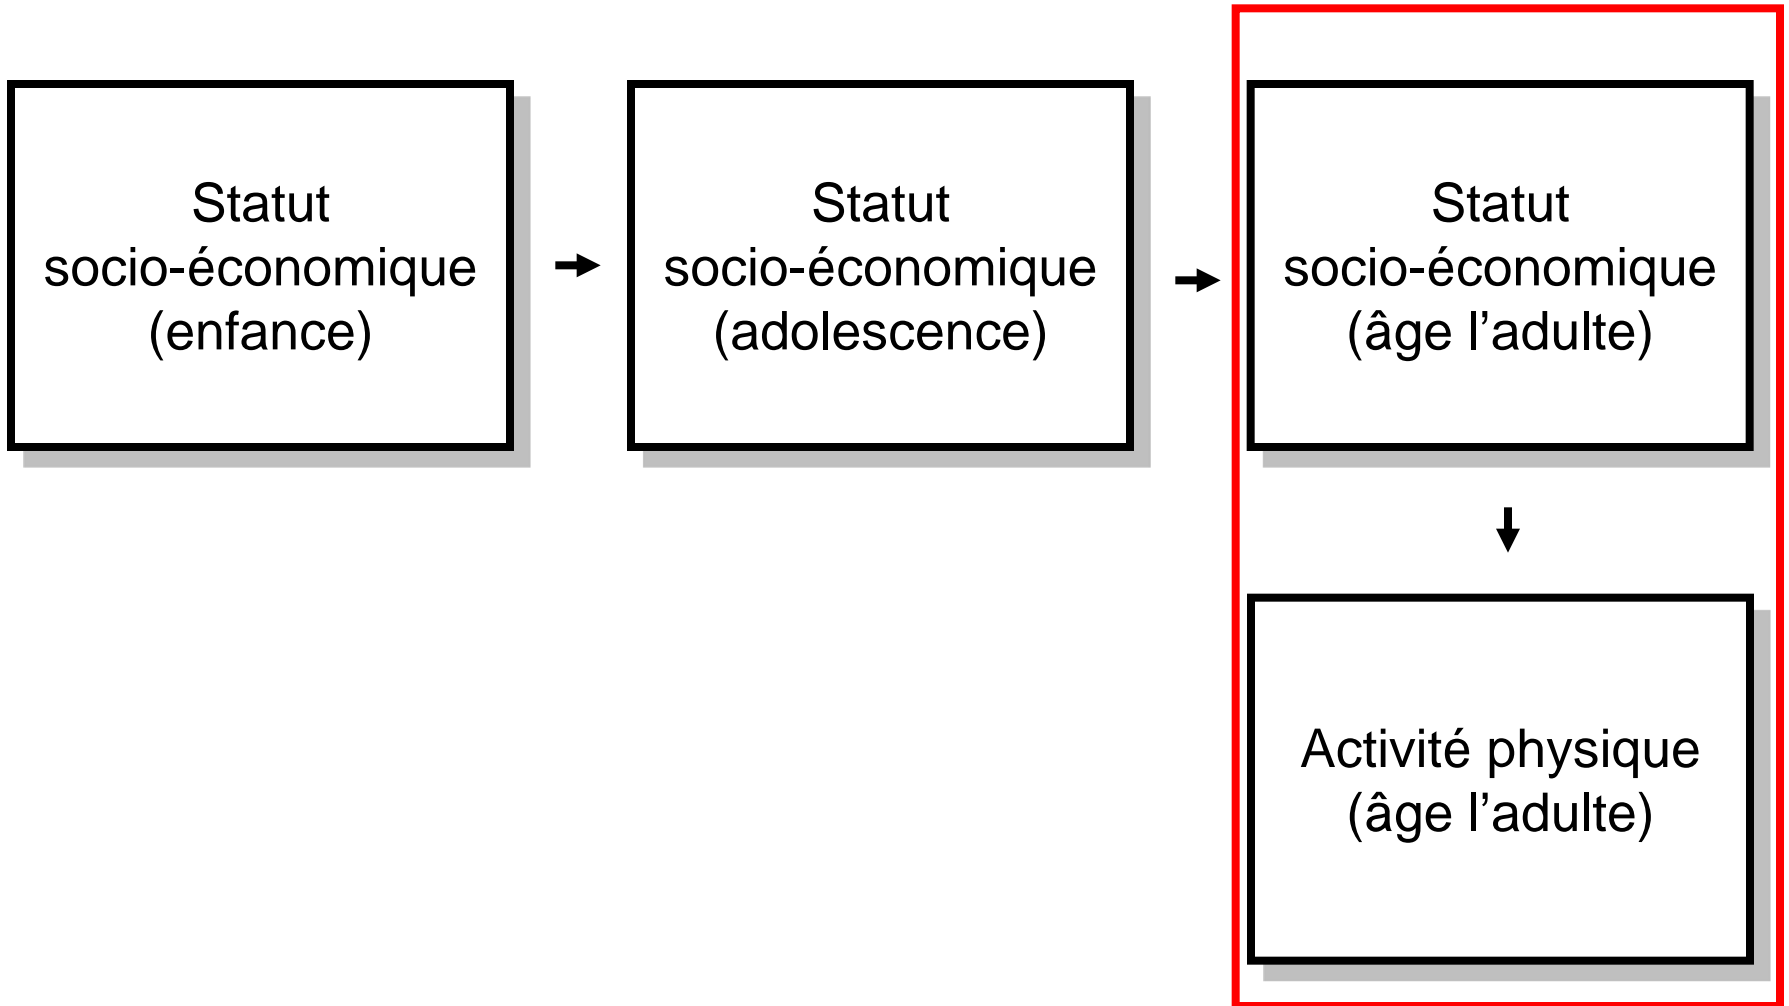 Statut
socio-économique
(enfance)
Statut
socio-économique
(adolescence)
Statut
socio-économique
(âge l’adulte)
Activité physique
(âge l’adulte)